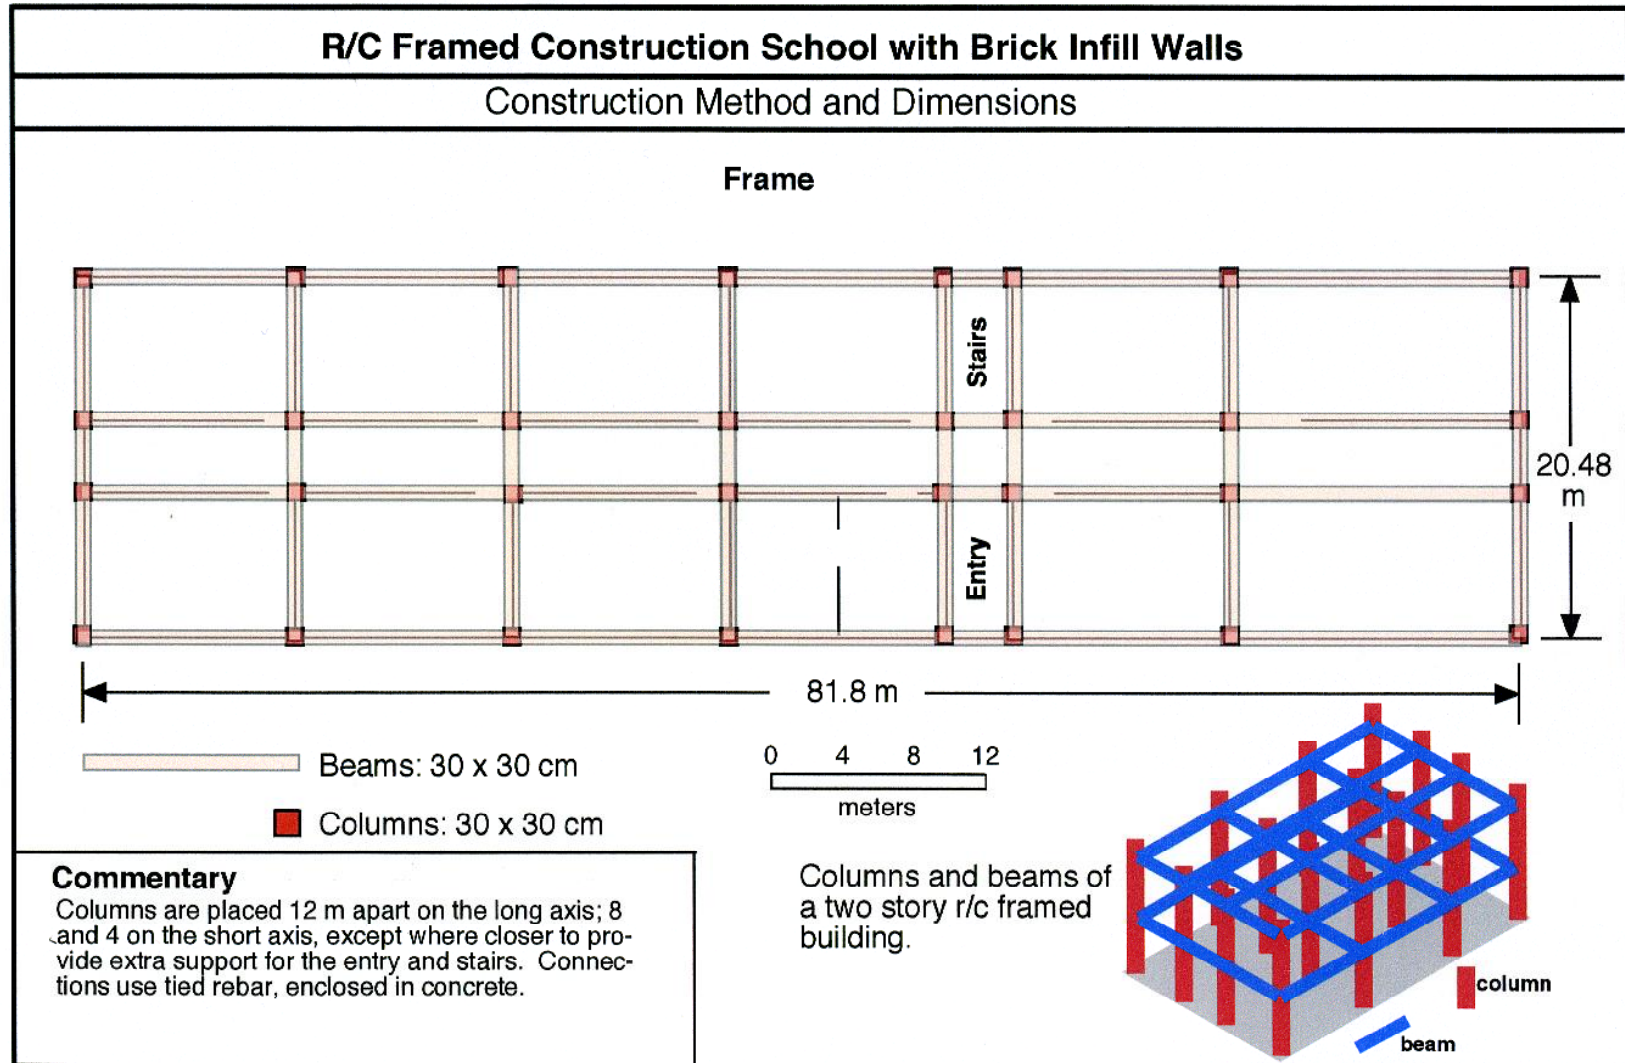 R/C Framed Construction School with Brick Infill Walls
Construction Method and Dimensions
Frame
Stairs
Entry
20.48
m
81.8 m
Beams: 30 x 30 cm
Columns: 30 x 30 cm
0 4 8 12
meters
Commentary
Columns are placed 12 m apart on the long axis; 8
and 4 on the short axis, except where closer to pro-
vide extra support for the entry and stairs. Connec-
tions use tied rebar, enclosed in concrete.
Columns and beams of
a two story r/c framed
building.
column
beam